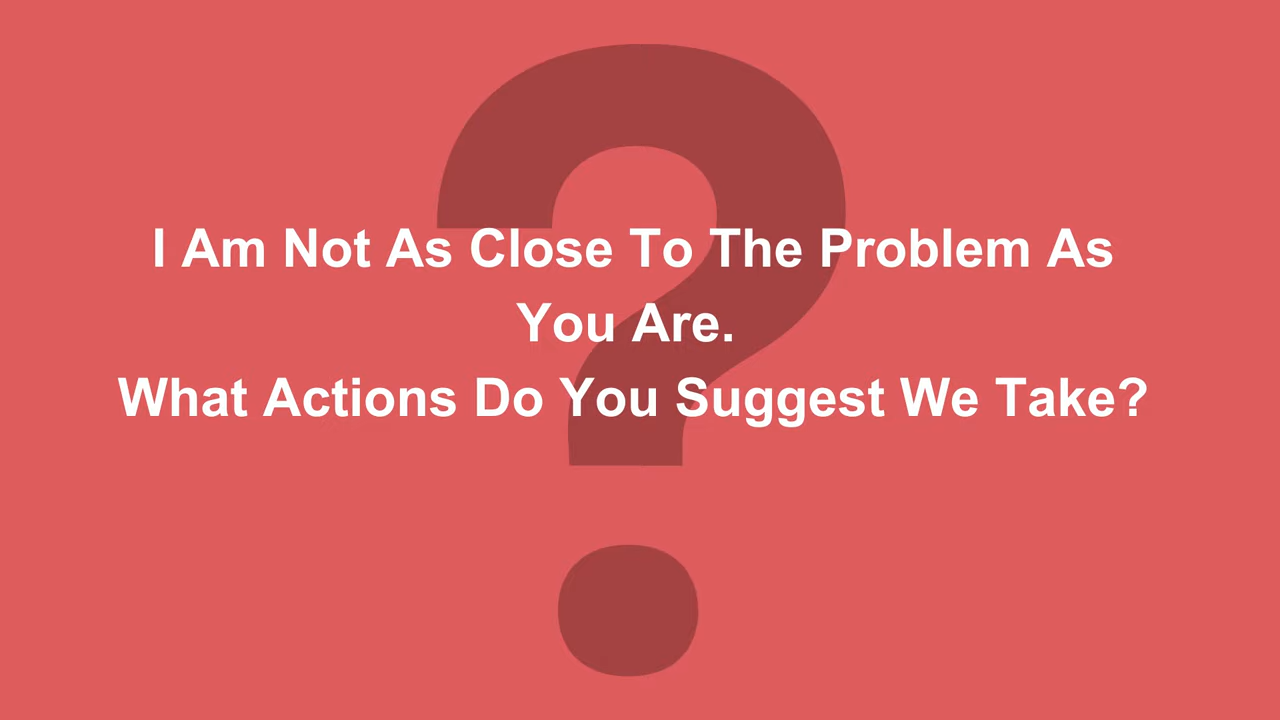 I Am Not As Close To The Problem As
You Are.
What Actions Do You Suggest We Take?